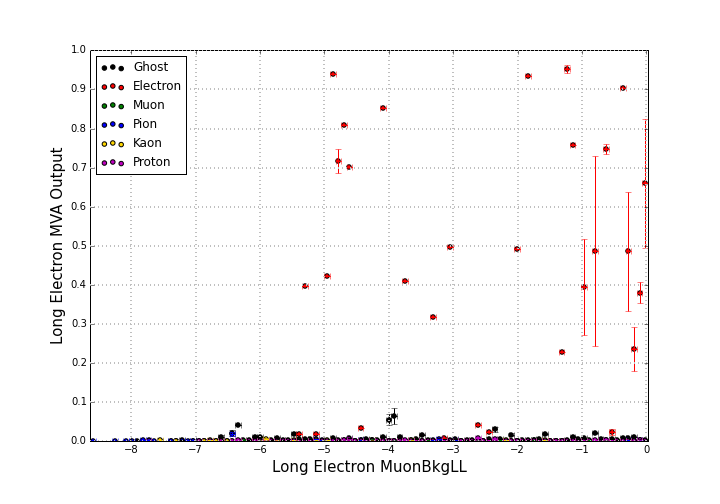 1.0
0.9
0.8
0.7
0.6
0.5
0.4
0.3
0.2
0.1
0.0
Long Electron MVA Output
Ghost
Electron
Muon
Pion
Kaon
Proton
−8 −7 −6 −5 −4 −3 −2 −1 0
Long Electron MuonBkgLL